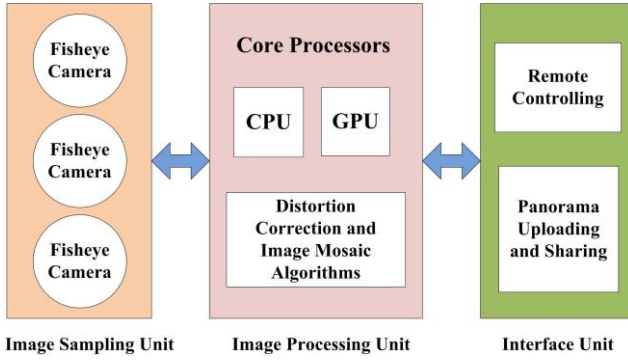 Fisheye
Camera
Fisheye
Camera
Fisheye
Camera
Image Sampling Unit
Core Processors
CPU
GPU
Distortion
Correction and
Image Mosaic
Algorithms
Image Processing Unit
Remote
Controlling
Panorama
Uploading
and Sharing
Interface Unit